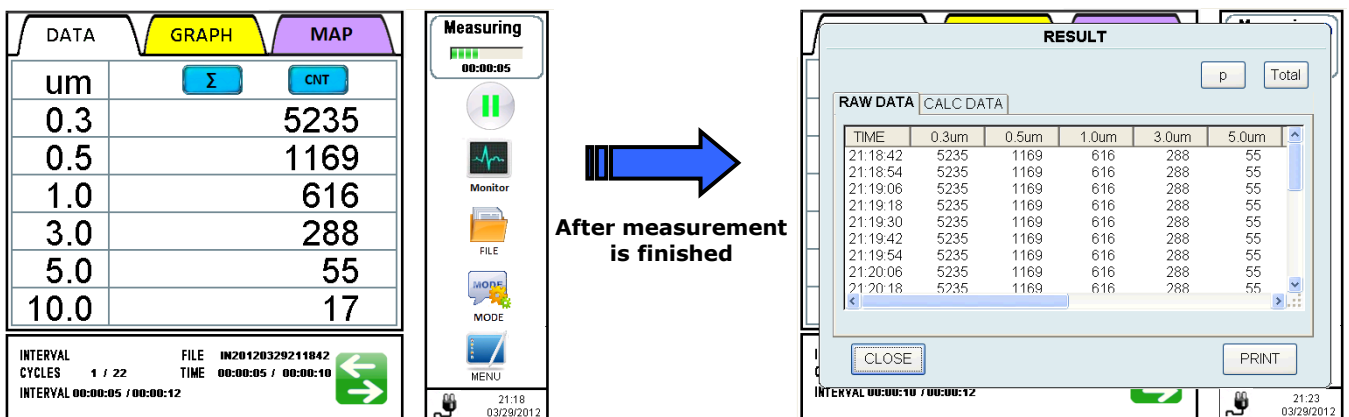 DATA GRAPH MAP
um Σ CNT
0.3 5235
0.5 1169
1.0 616
3.0 288
5.0 55
10.0 17
INTERVAL FILE IN20120329211842
CYCLES 1 / 22 TIME 00:00:05 / 00:00:10
INTERVAL 00:00:05 / 00:00:12
Measuring
00:00:05
Monitor
FILE
MODE
MODE
MENU
21:18
03/29/2012
After measurement
is finished
RESULT
p Total
RAW DATA CALC DATA
TIME 0.3um 0.5um 1.0um 3.0um 5.0um
21:18:42 5235 1169 616 288 55
21:18:54 5235 1169 616 288 55
21:19:06 5235 1169 616 288 55
21:19:18 5235 1169 616 288 55
21:19:30 5235 1169 616 288 55
21:19:42 5235 1169 616 288 55
21:19:54 5235 1169 616 288 55
21:20:06 5235 1169 616 288 55
21:20:18 5235 1169 616 288 55
CLOSE PRINT
INTERVAL 00:00:10 / 00:00:12
21:23
03/29/2012